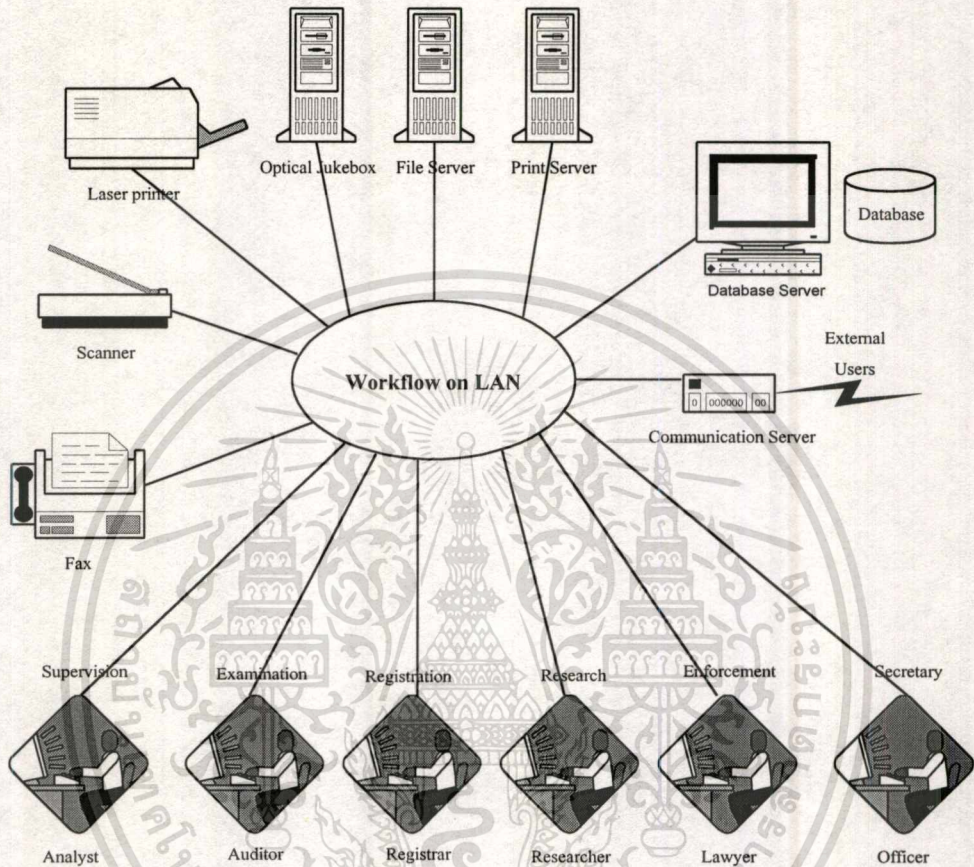 Optical Jukebox
File Server
Print Server
Laser printer
Database
Database Server
Scanner
External
Users
Workflow on LAN
0 000000 00
Communication Server
Fax
Supervision
Examination
Registration
Research
Enforcement
Secretary
Analyst
Auditor
Registrar
Researcher
Lawyer
Officer